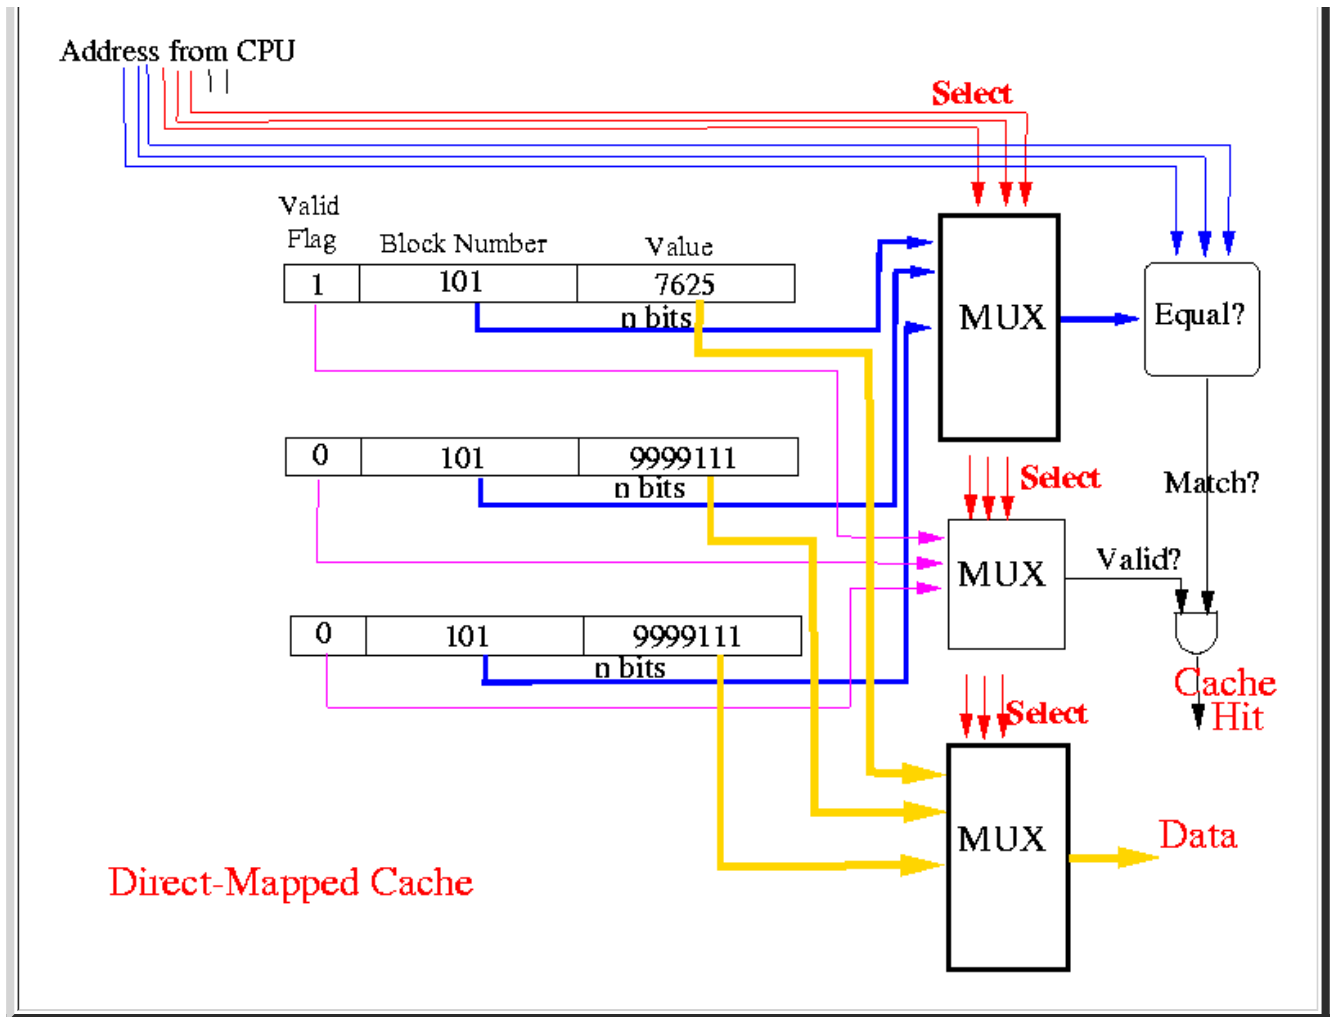 Address from CPU
Select
Valid
Flag
Block Number
Value
1
101
7625
n bits
MUX
Equal?
0
101
9999111
n bits
Select
Match?
MUX
Valid?
0
101
9999111
n bits
Select
Cache
Hit
MUX
Data
Direct-Mapped Cache